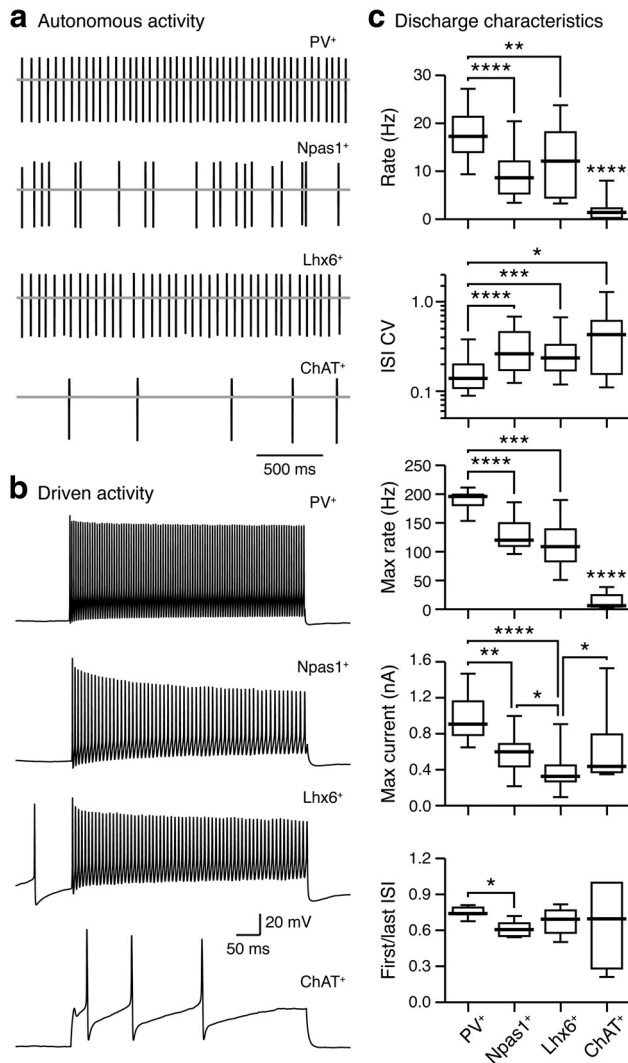 a Autonomous activity
PV⁺
Npas1⁺
Lhx6⁺
ChAT⁺
500 ms
b Driven activity
PV⁺
Npas1⁺
Lhx6⁺
20 mV
50 ms
ChAT⁺
c Discharge characteristics
Rate (Hz)
30
20
10
0
**
****
****
ISI CV
1.0
0.1
*
***
****
Max rate (Hz)
250
200
150
100
50
0
***
****
****
Max current (nA)
1.6
1.2
0.8
0.4
0.0
****
**
*
*
First/last ISI
1.2
0.9
0.6
0.3
0.0
*
PV⁺
Npas1⁺
Lhx6⁺
ChAT⁺